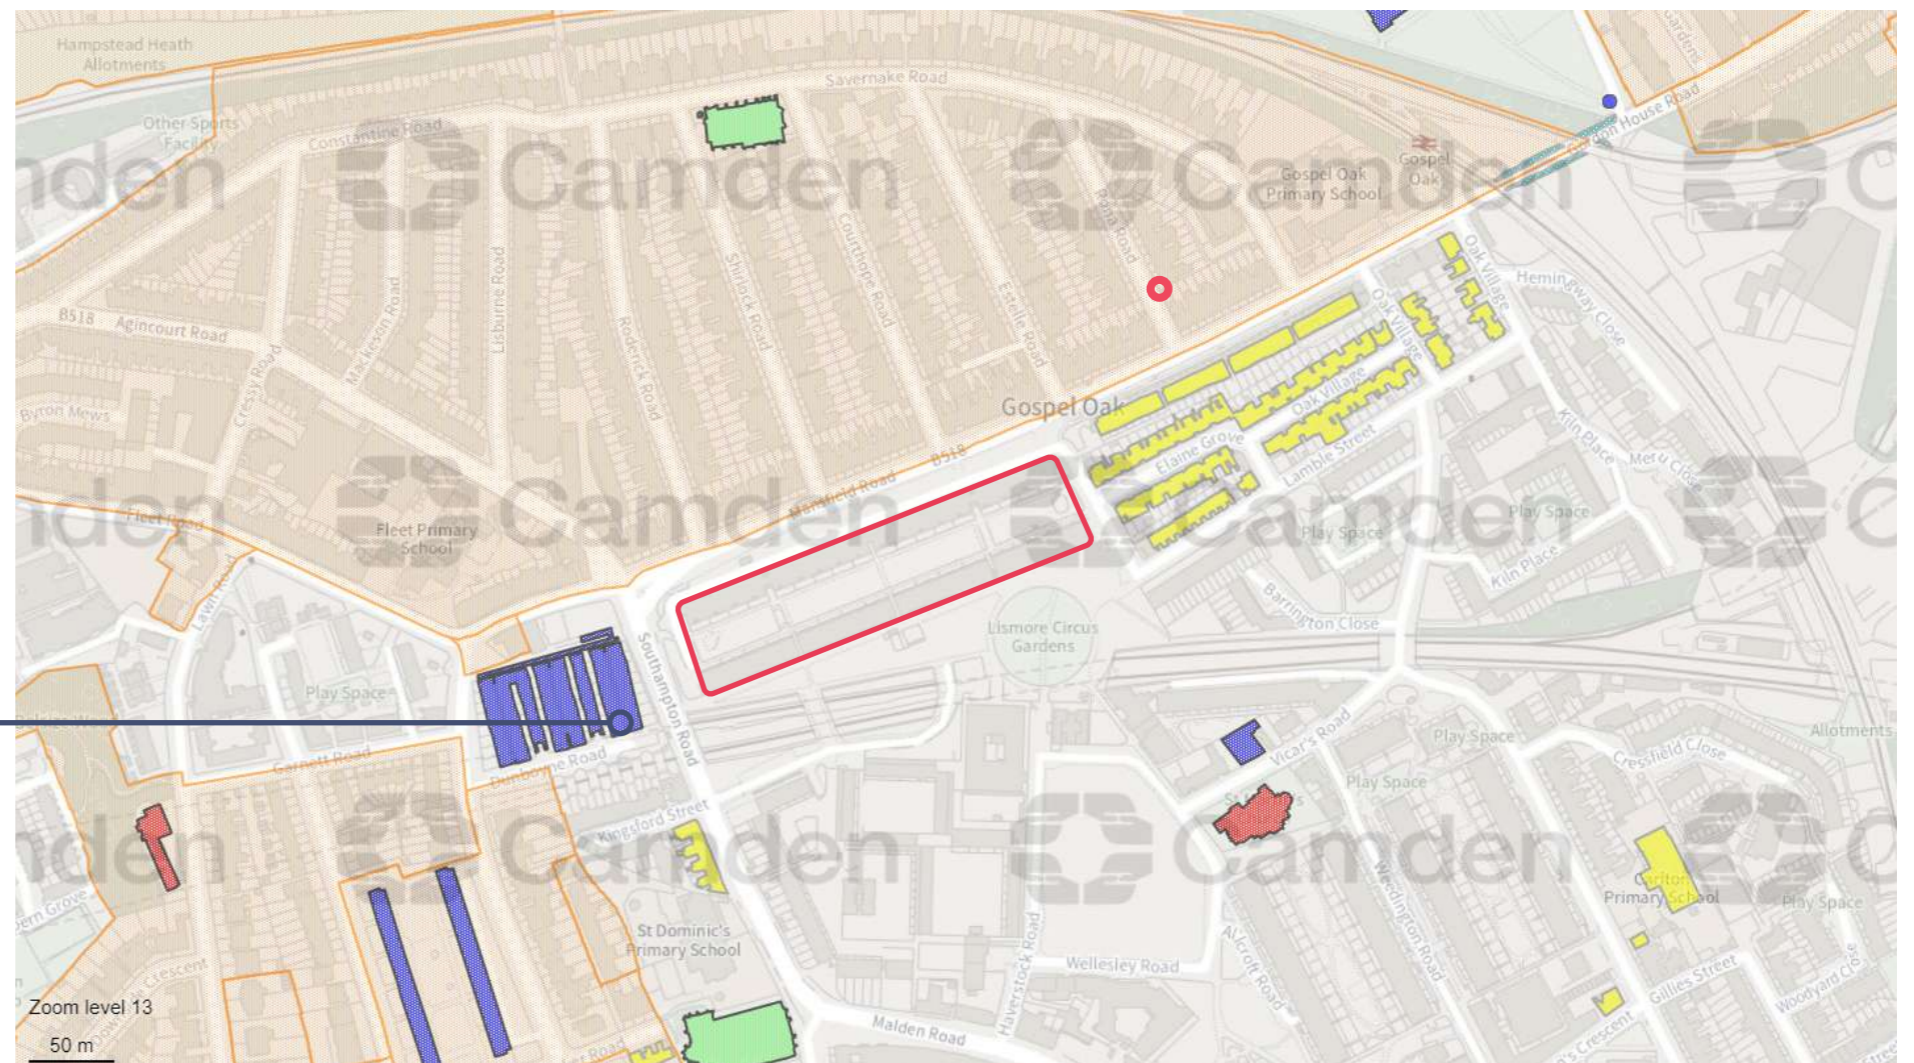 Hampstead Heath
Allotments
Savernake Road
Other Sports
Facility
Constantine Road
Gordon House Road
Gospel
Oak
Gospel Oak
Primary School
Camden
Camden
Camden
Courthope Road
Shirlock Road
Lisburne Road
Mackeson Road
Roderick Road
Estelle Road
Oak Village
Hemingway Close
B518
Agincourt Road
Cressy Road
Byron Mews
Oak Village
Oak Village
Gospel Oak
Elaine Grove
Lamble Street
Kiln Place
Meru Close
B518
Mansfield Road
Camden
Camden
Fleet Road
Fleet Primary
School
Play Space
Play Space
Kiln Place
Lawn Road
Barrington Close
Lismore Circus
Gardens
Southampton Road
Play Space
Garnett Road
Dunboyne Road
Vicar's Road
Play Space
Cressfield Close
Allotments
Play Space
Kingsford Street
Camden
Camden
Weedington Road
Carlton
Primary School
Play Space
St Dominic's
Primary School
Haverstock Road
Wellesley Road
Gillies Street
Malden Road
Zoom level 13
50 m